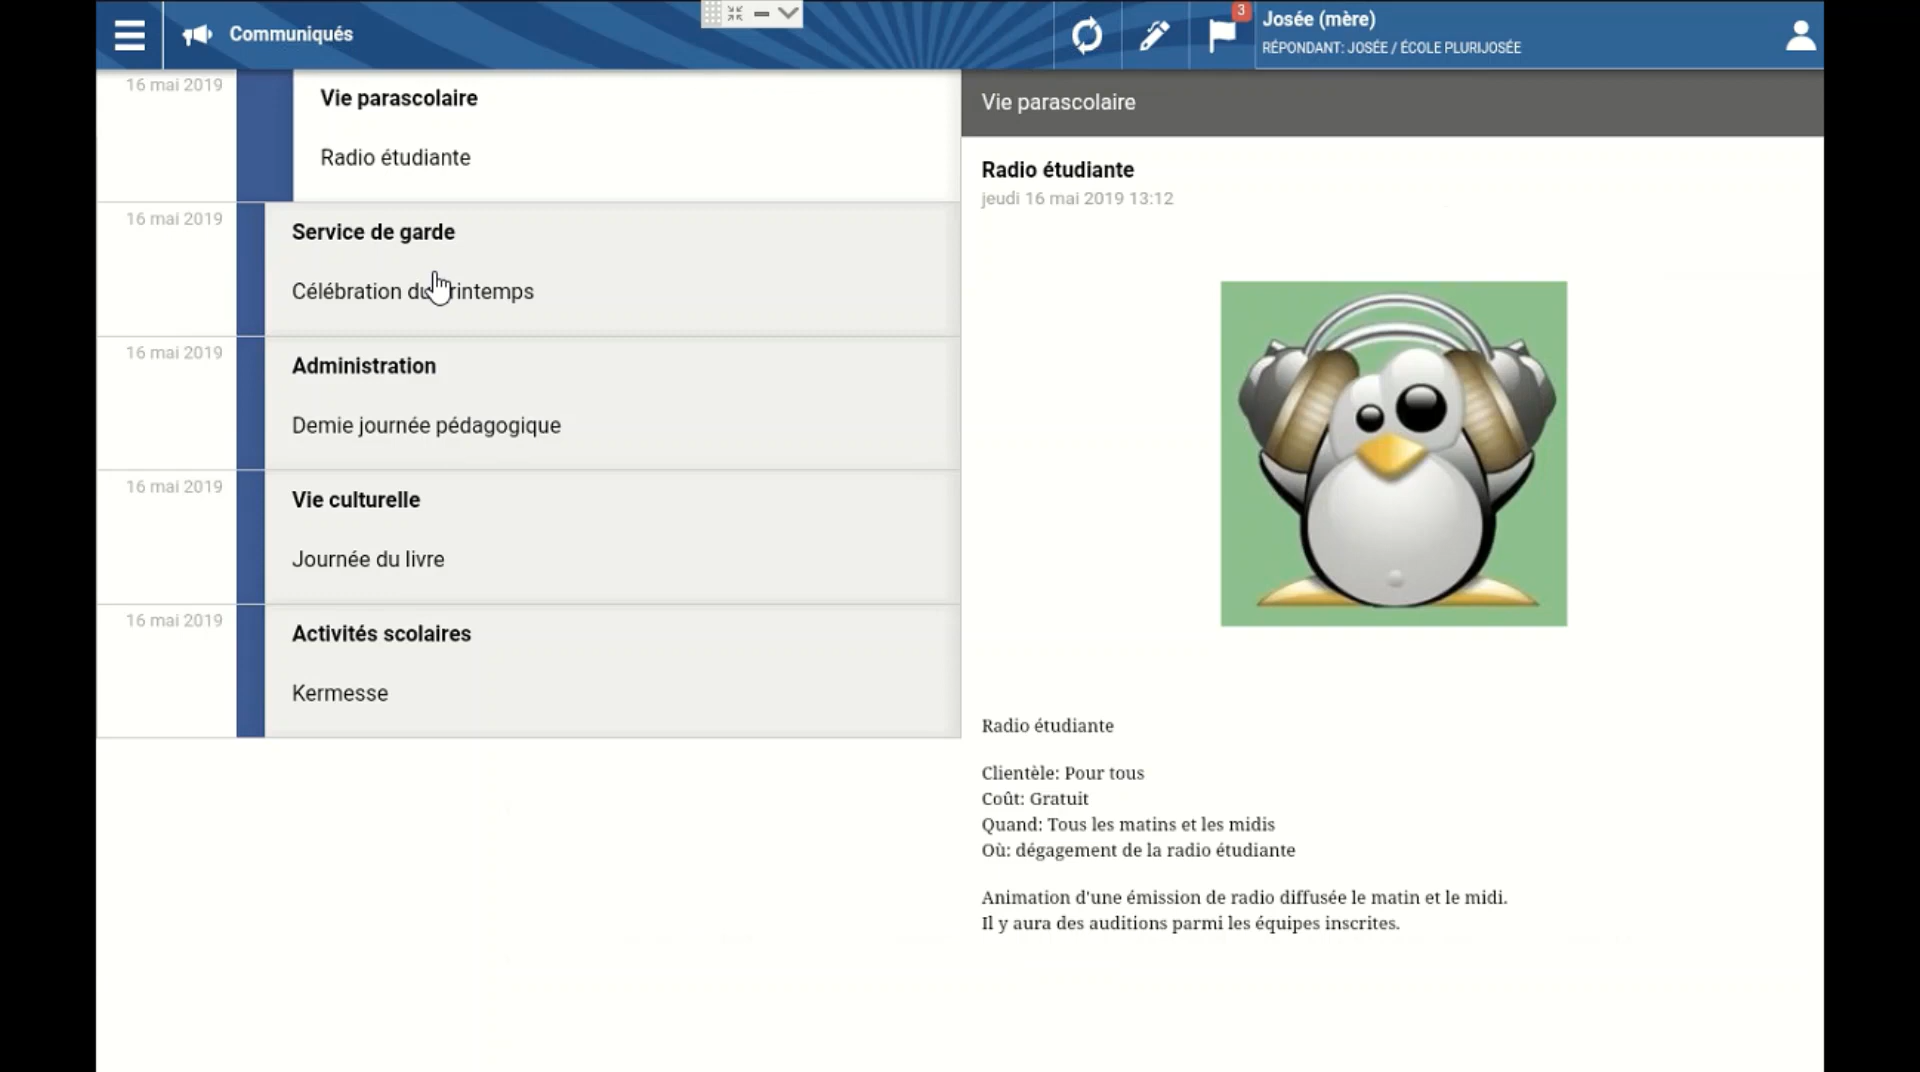 Communiqués
3
Josée (mère)
RÉPONDANT: JOSÉE / ÉCOLE PLURIJOSÉE
16 mai 2019
Vie parascolaire
Radio étudiante
16 mai 2019
Service de garde
Célébration du printemps
16 mai 2019
Administration
Demie journée pédagogique
16 mai 2019
Vie culturelle
Journée du livre
16 mai 2019
Activités scolaires
Kermesse
Vie parascolaire
Radio étudiante
jeudi 16 mai 2019 13:12
Radio étudiante
Clientèle: Pour tous
Coût: Gratuit
Quand: Tous les matins et les midis
Où: dégagement de la radio étudiante
Animation d'une émission de radio diffusée le matin et le midi.
Il y aura des auditions parmi les équipes inscrites.